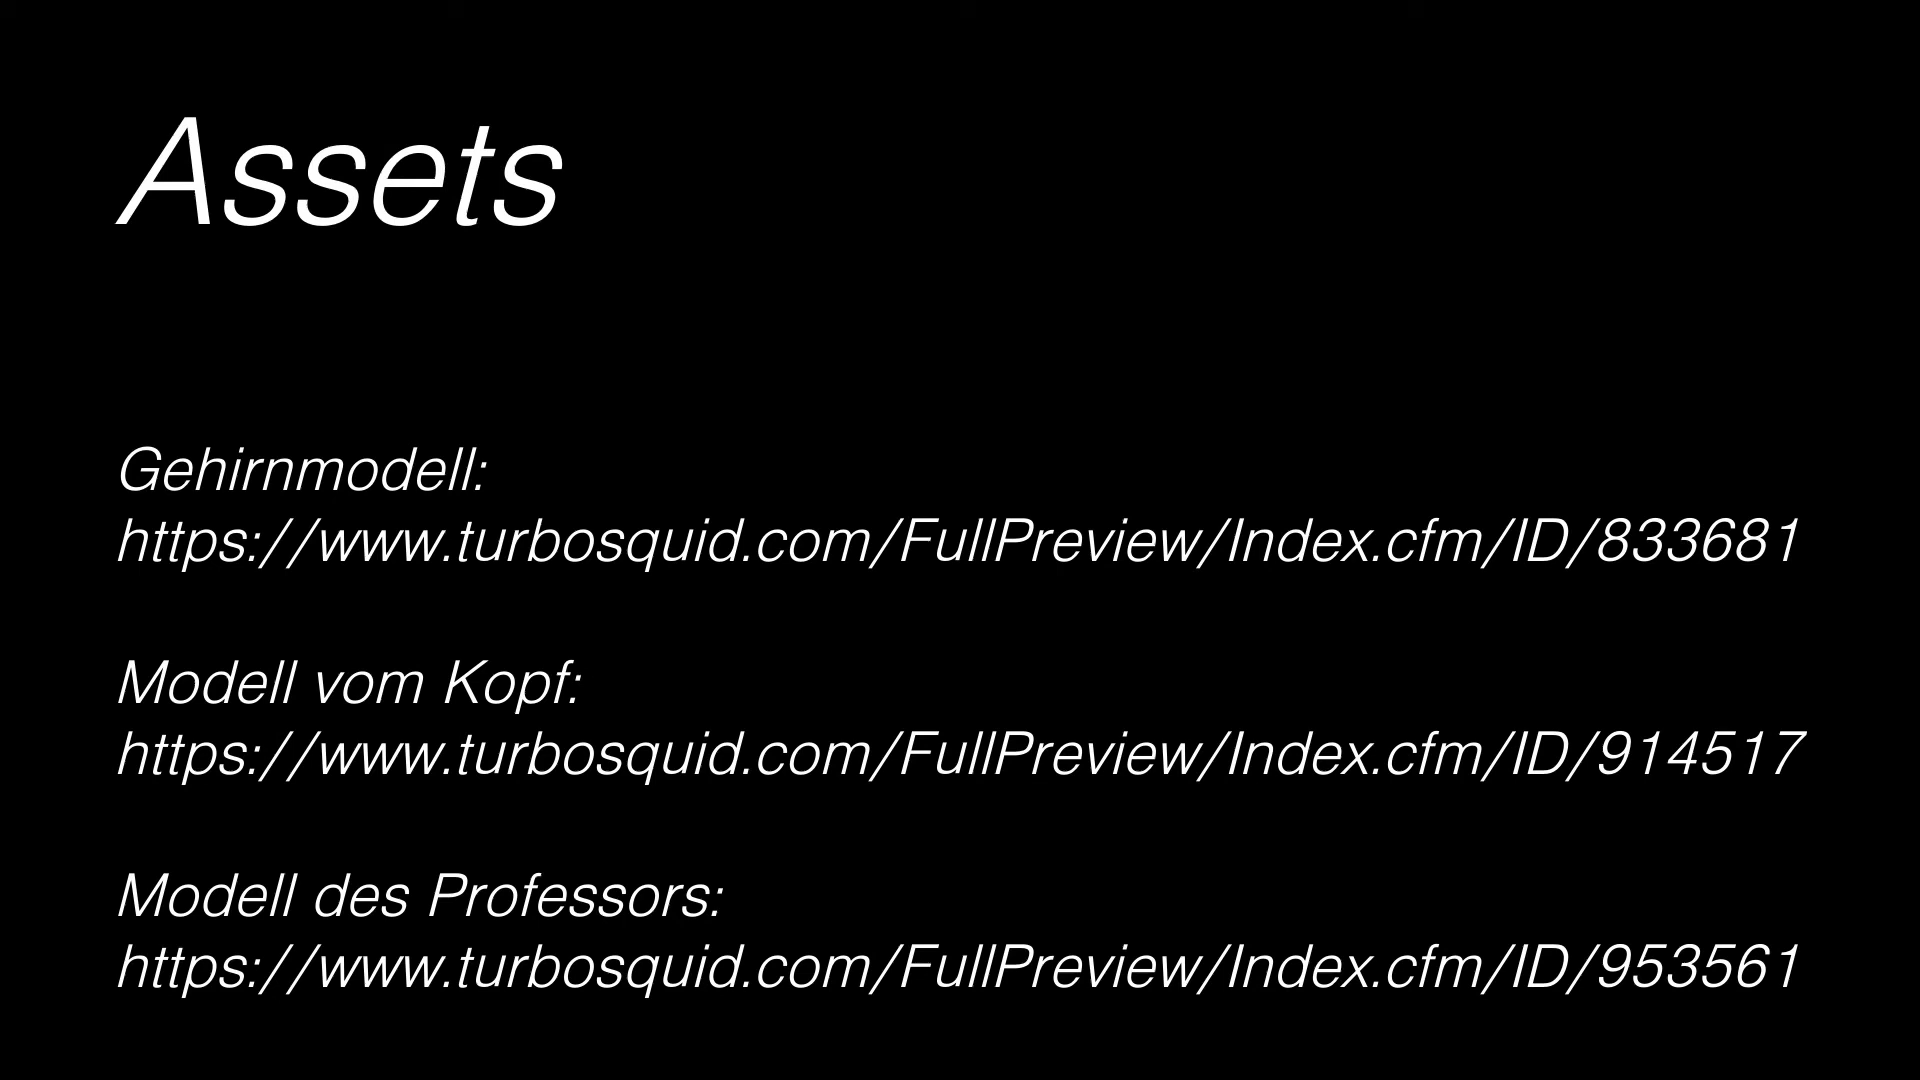 Assets
Gehirnmodell:
https://www.turbosquid.com/FullPreview/Index.cfm/ID/833681
Modell vom Kopf:
https://www.turbosquid.com/FullPreview/Index.cfm/ID/914517
Modell des Professors:
https://www.turbosquid.com/FullPreview/Index.cfm/ID/953561